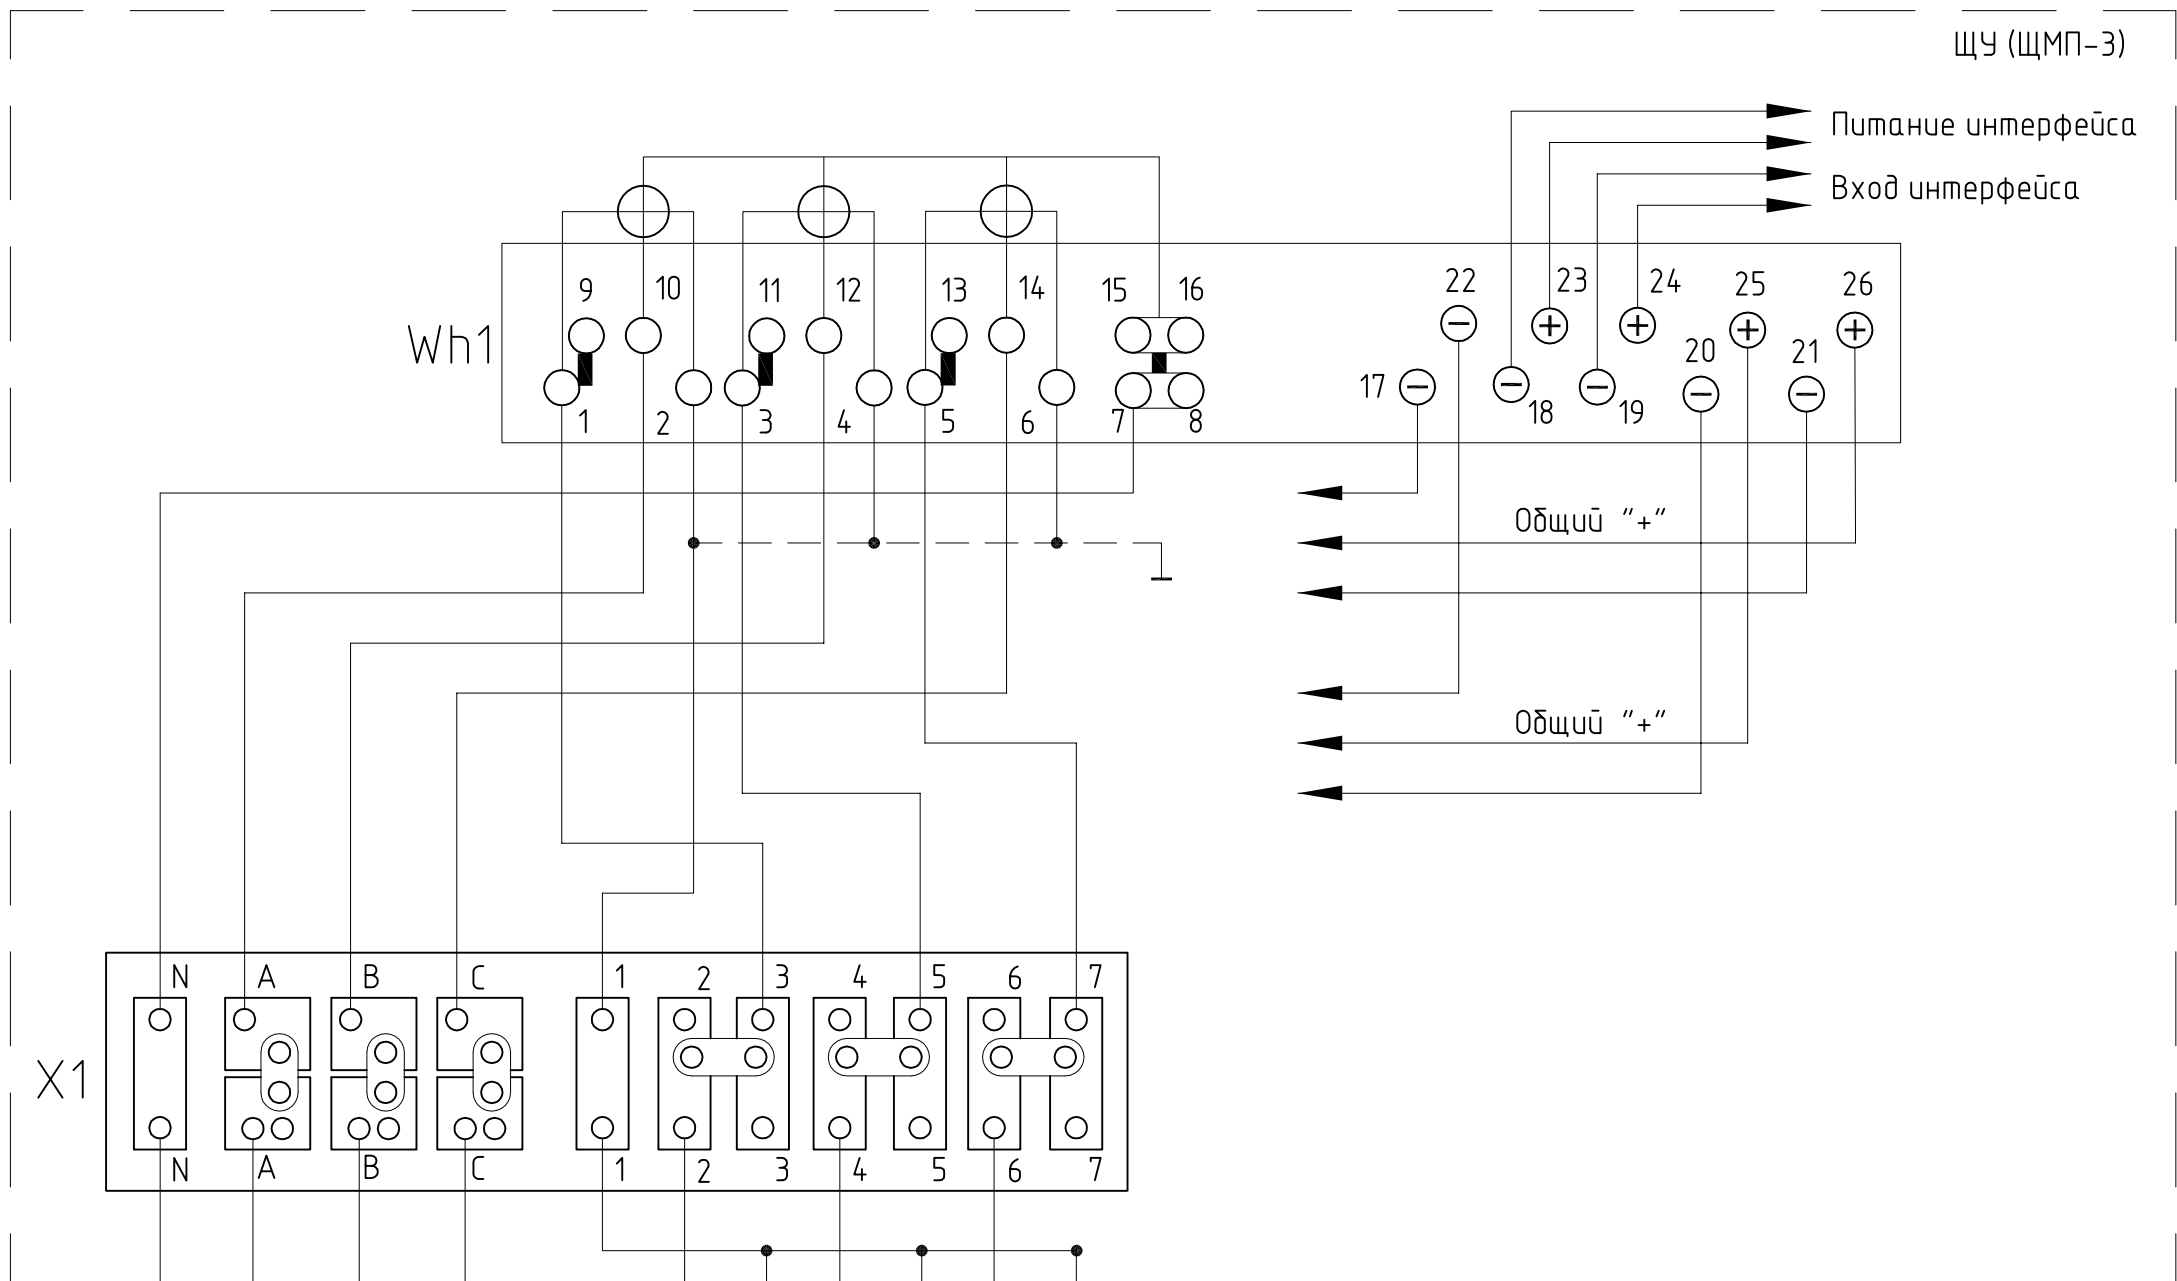 ЩУ (ЩМП-3)
Питание интерфейса
Вход интерфейса
9 10 11 12 13 14 15 16 22 23 24 25 26
Wh1
17 18 19 20 21
1 2 3 4 5 6 7 8
Общий "+"
Общий "+"
N A B C 1 2 3 4 5 6 7
X1
N A B C 1 2 3 4 5 6 7